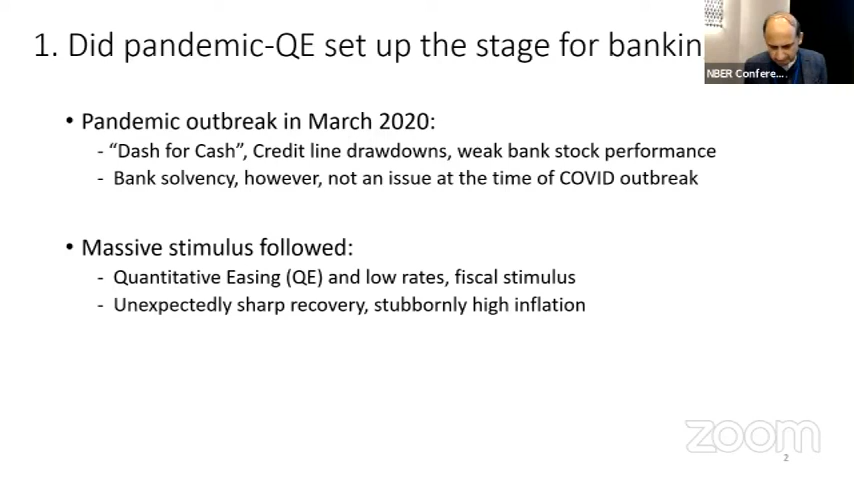 1. Did pandemic-QE set up the stage for bankin
NBER Confere...
• Pandemic outbreak in March 2020:
- “Dash for Cash”, Credit line drawdowns, weak bank stock performance
- Bank solvency, however, not an issue at the time of COVID outbreak
• Massive stimulus followed:
- Quantitative Easing (QE) and low rates, fiscal stimulus
- Unexpectedly sharp recovery, stubbornly high inflation
zoom
2